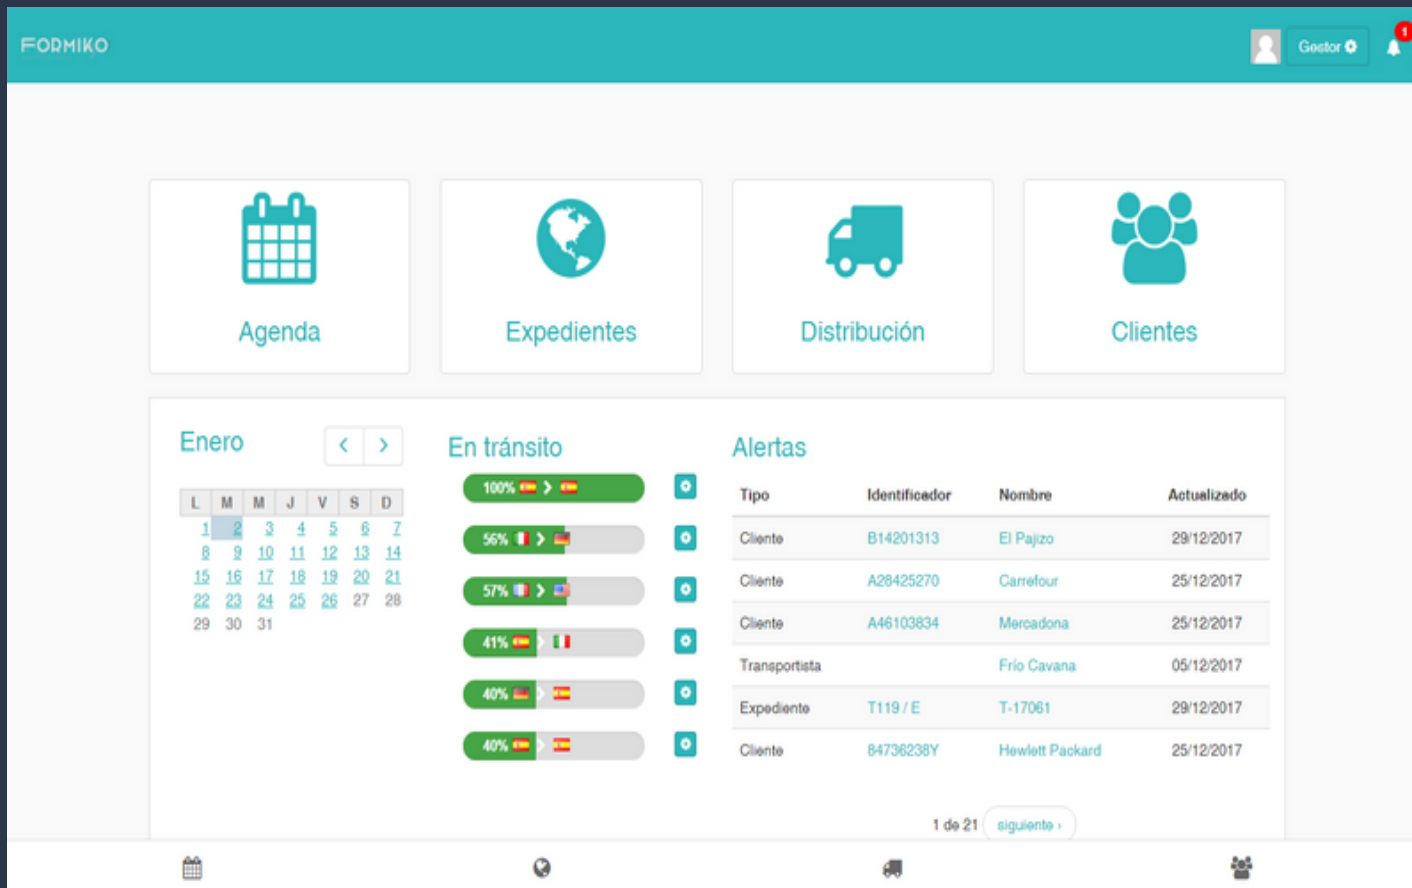 FORMIKO
Gestor
1
Agenda
Expedientes
Distribución
Clientes
Enero
L M M J V S D
1 2 3 4 5 6 7
8 9 10 11 12 13 14
15 16 17 18 19 20 21
22 23 24 25 26 27 28
29 30 31
En tránsito
100%
56%
57%
41%
40%
40%
Alertas
Tipo Identificador Nombre Actualizado
Cliente B14201313 El Pajizo 29/12/2017
Cliente A28425270 Carrefour 25/12/2017
Cliente A46103834 Mercadona 25/12/2017
Transportista Frío Cavana 05/12/2017
Expediente T119 / E T-17061 29/12/2017
Cliente 84736238Y Hewlett Packard 25/12/2017
1 de 21 siguiente ›